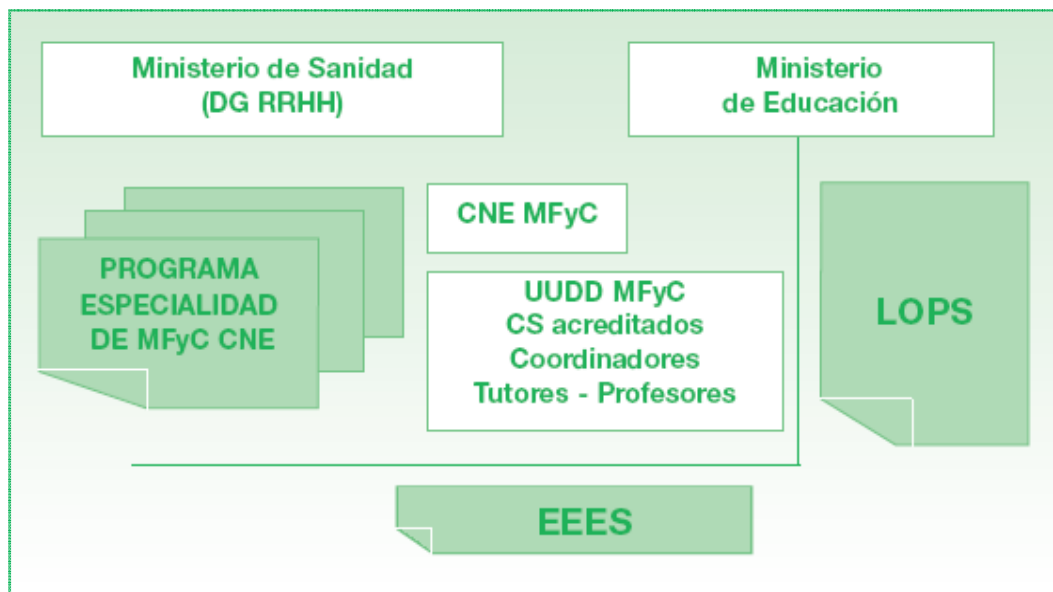 Ministerio de Sanidad
(DG RRHH)
Ministerio
de Educación
CNE MFyC
PROGRAMA
ESPECIALIDAD
DE MFyC CNE
UUDD MFyC
CS acreditados
Coordinadores
Tutores - Profesores
LOPS
EEES